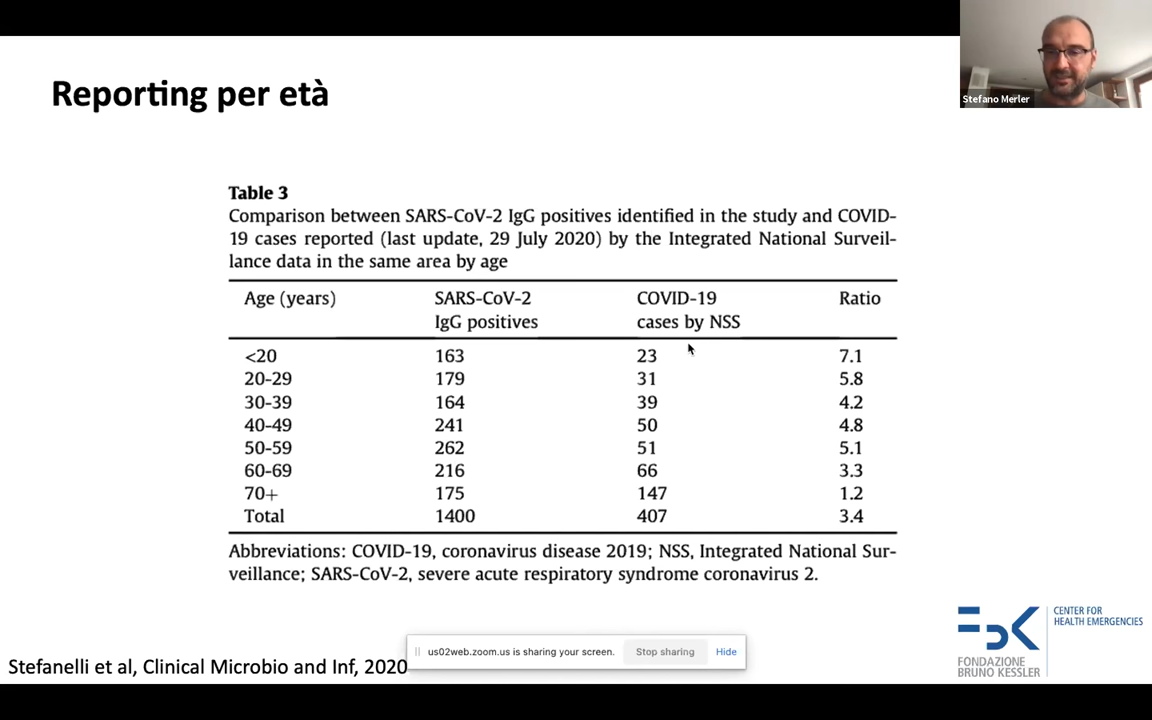 Stefano Merler
Reporting per età
Table 3
Comparison between SARS-CoV-2 IgG positives identified in the study and COVID-
19 cases reported (last update, 29 July 2020) by the Integrated National Surveil-
lance data in the same area by age
Age (years) SARS-CoV-2 COVID-19 Ratio
IgG positives cases by NSS
<20 163 23 7.1
20-29 179 31 5.8
30-39 164 39 4.2
40-49 241 50 4.8
50-59 262 51 5.1
60-69 216 66 3.3
70+ 175 147 1.2
Total 1400 407 3.4
Abbreviations: COVID-19, coronavirus disease 2019; NSS, Integrated National Sur-
veillance; SARS-CoV-2, severe acute respiratory syndrome coronavirus 2.
Stefanelli et al, Clinical Microbio and Inf, 2020
us02web.zoom.us is sharing your screen. Stop sharing Hide
FBK
CENTER FOR
HEALTH EMERGENCIES
FONDAZIONE
BRUNO KESSLER